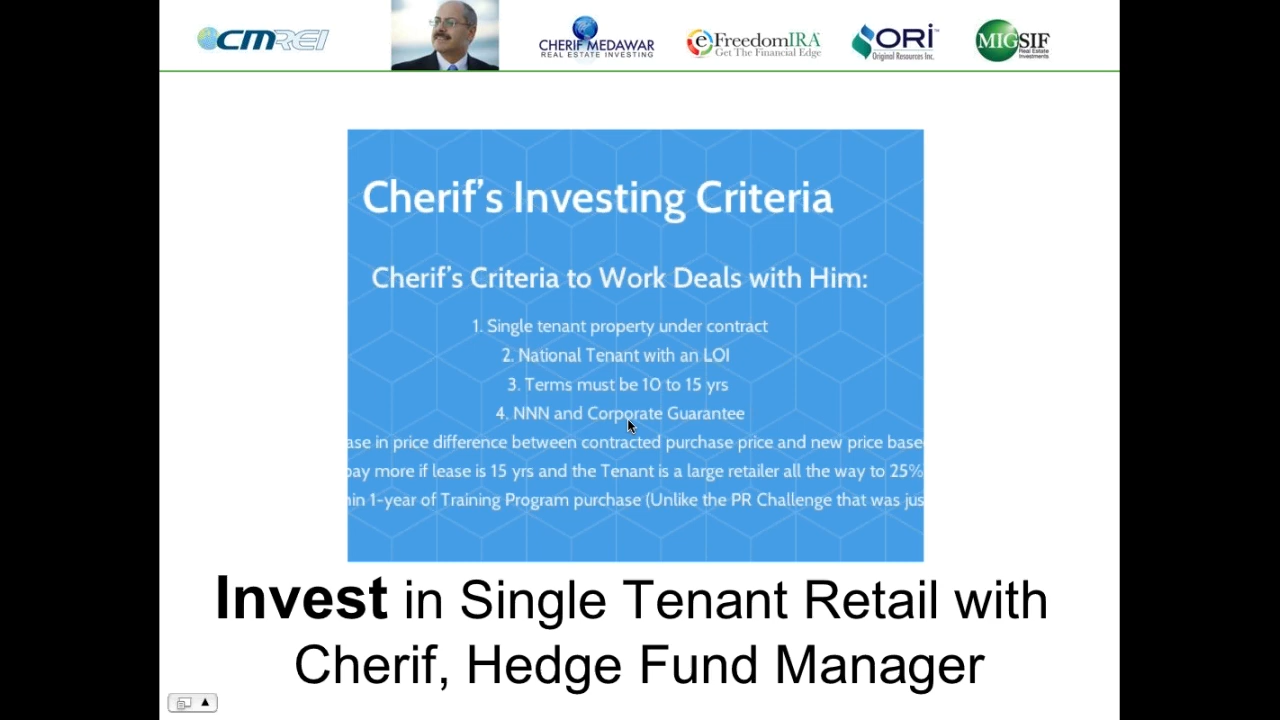 CMREI
CHERIF MEDAWAR
REAL ESTATE INVESTING
eFreedomIRA
Get The Financial Edge
ORi™
Original Resources Inc.
MIGSIF
Real Estate
Investments
Cherif's Investing Criteria
Cherif's Criteria to Work Deals with Him:
1. Single tenant property under contract
2. National Tenant with an LOI
3. Terms must be 10 to 15 yrs
4. NNN and Corporate Guarantee
ase in price difference between contracted purchase price and new price base
pay more if lease is 15 yrs and the Tenant is a large retailer all the way to 25%
hin 1-year of Training Program purchase (Unlike the PR Challenge that was jus
Invest in Single Tenant Retail with
Cherif, Hedge Fund Manager